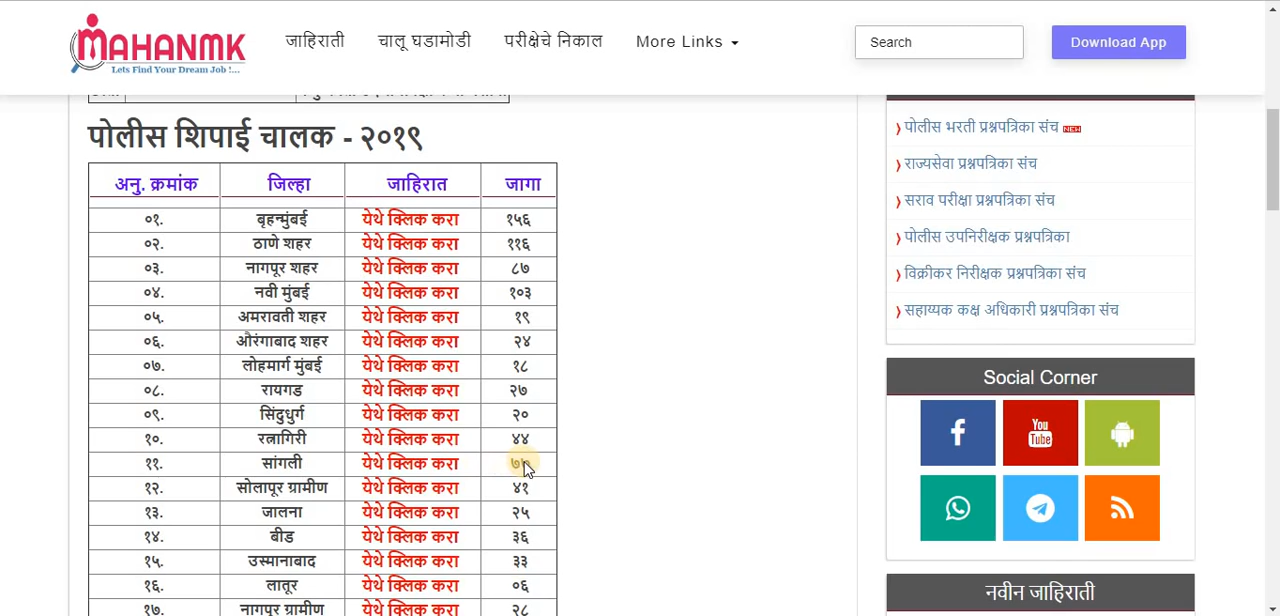 MAHANMK
Lets Find Your Dream Job !...
जाहिराती चालू घडामोडी परीक्षेचे निकाल More Links
Search
Download App
पोलीस शिपाई चालक - २०१९
अनु. क्रमांक जिल्हा जाहिरात जागा
०१. बृहन्मुंबई येथे क्लिक करा १५६
०२. ठाणे शहर येथे क्लिक करा ११६
०३. नागपूर शहर येथे क्लिक करा ८७
०४. नवी मुंबई येथे क्लिक करा १०३
०५. अमरावती शहर येथे क्लिक करा १९
०६. औरंगाबाद शहर येथे क्लिक करा २४
०७. लोहमार्ग मुंबई येथे क्लिक करा १८
०८. रायगड येथे क्लिक करा २७
०९. सिंदुधुर्ग येथे क्लिक करा २०
१०. रत्नागिरी येथे क्लिक करा ४४
११. सांगली येथे क्लिक करा
१२. सोलापूर ग्रामीण येथे क्लिक करा ४१
१३. जालना येथे क्लिक करा २५
१४. बीड येथे क्लिक करा ३६
१५. उस्मानाबाद येथे क्लिक करा ३३
१६. लातूर येथे क्लिक करा ०६
१७. नागपूर ग्रामीण येथे क्लिक करा २८
पोलीस भरती प्रश्नपत्रिका संच NEW
राज्यसेवा प्रश्नपत्रिका संच
सराव परीक्षा प्रश्नपत्रिका संच
पोलीस उपनिरीक्षक प्रश्नपत्रिका
विक्रीकर निरीक्षक प्रश्नपत्रिका संच
सहाय्यक कक्ष अधिकारी प्रश्नपत्रिका संच
Social Corner
You
Tube
नवीन जाहिराती